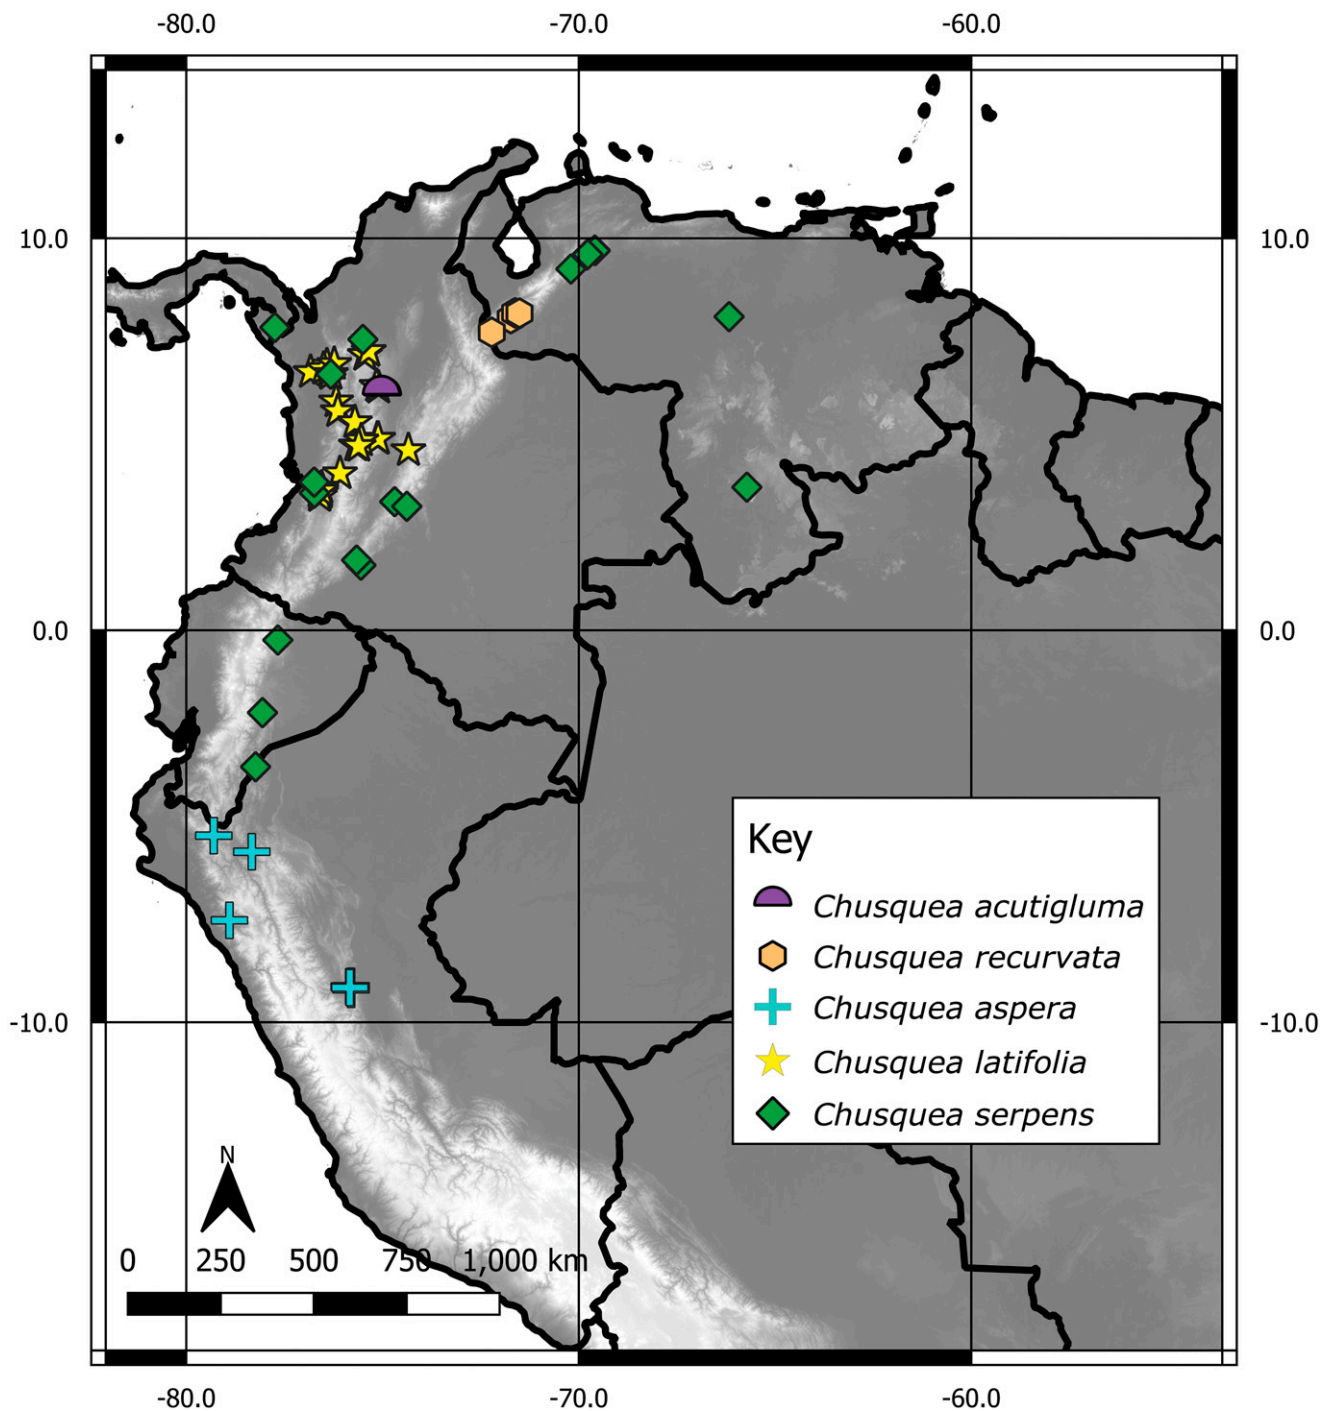 -80.0 -70.0 -60.0
10.0 10.0
0.0 0.0
Key
Chusquea acutigluma
Chusquea recurvata
Chusquea aspera
-10.0 -10.0
Chusquea latifolia
Chusquea serpens
N
0 250 500 750 1,000 km
-80.0 -70.0 -60.0